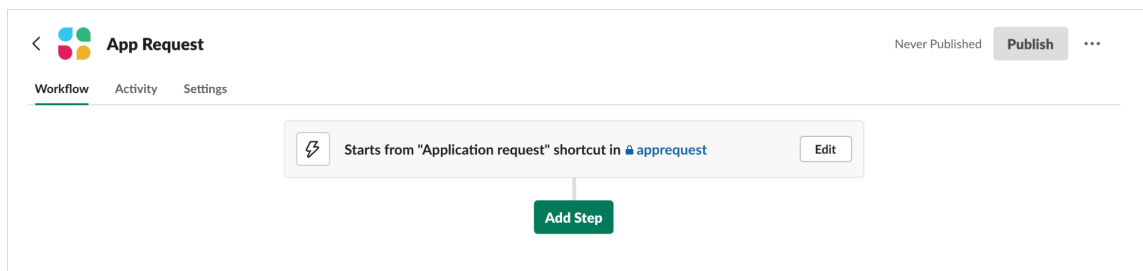 App Request
Never Published
Publish
Workflow Activity Settings
Starts from "Application request" shortcut in apprequest
Edit
Add Step